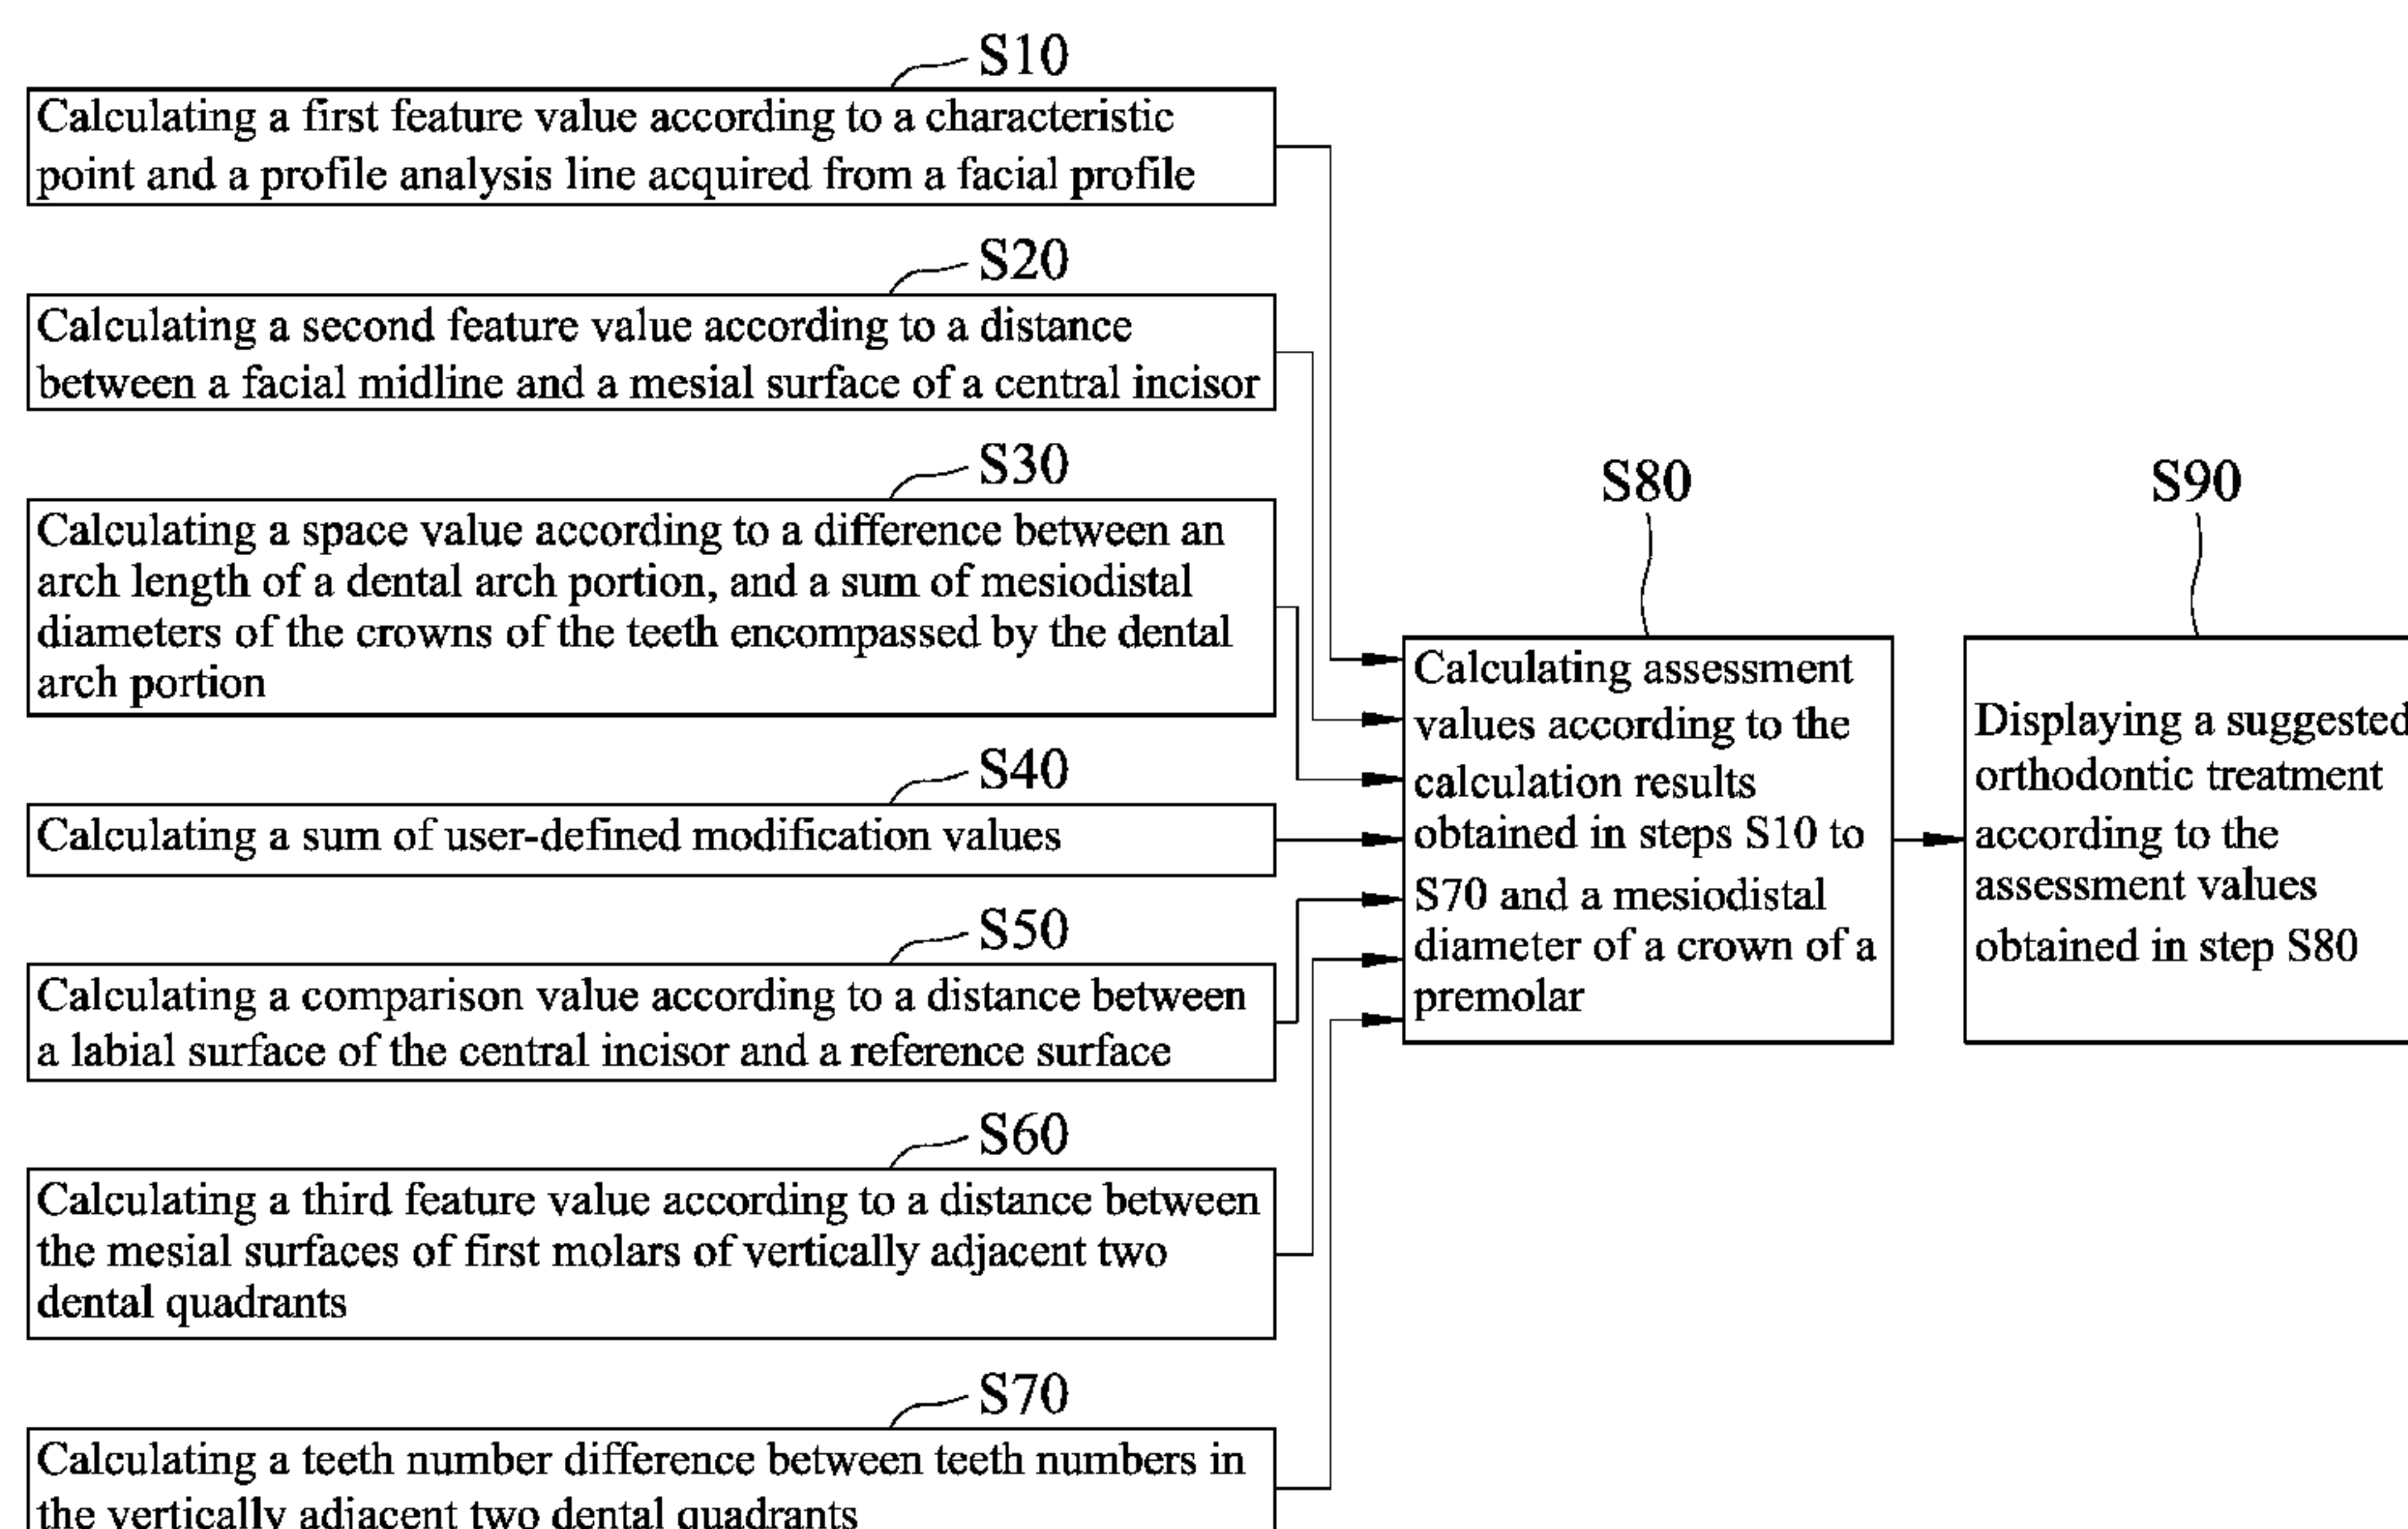 S10
Calculating a first feature value according to a characteristic
point and a profile analysis line acquired from a facial profile
S20
Calculating a second feature value according to a distance
between a facial midline and a mesial surface of a central incisor
S30
Calculating a space value according to a difference between an
arch length of a dental arch portion, and a sum of mesiodistal
diameters of the crowns of the teeth encompassed by the dental
arch portion
S40
Calculating a sum of user-defined modification values
S50
Calculating a comparison value according to a distance between
a labial surface of the central incisor and a reference surface
S60
Calculating a third feature value according to a distance between
the mesial surfaces of first molars of vertically adjacent two
dental quadrants
S70
Calculating a teeth number difference between teeth numbers in
the vertically adjacent two dental quadrants
S80
Calculating assessment
values according to the
calculation results
obtained in steps S10 to
S70 and a mesiodistal
diameter of a crown of a
premolar
S90
Displaying a suggested
orthodontic treatment
according to the
assessment values
obtained in step S80